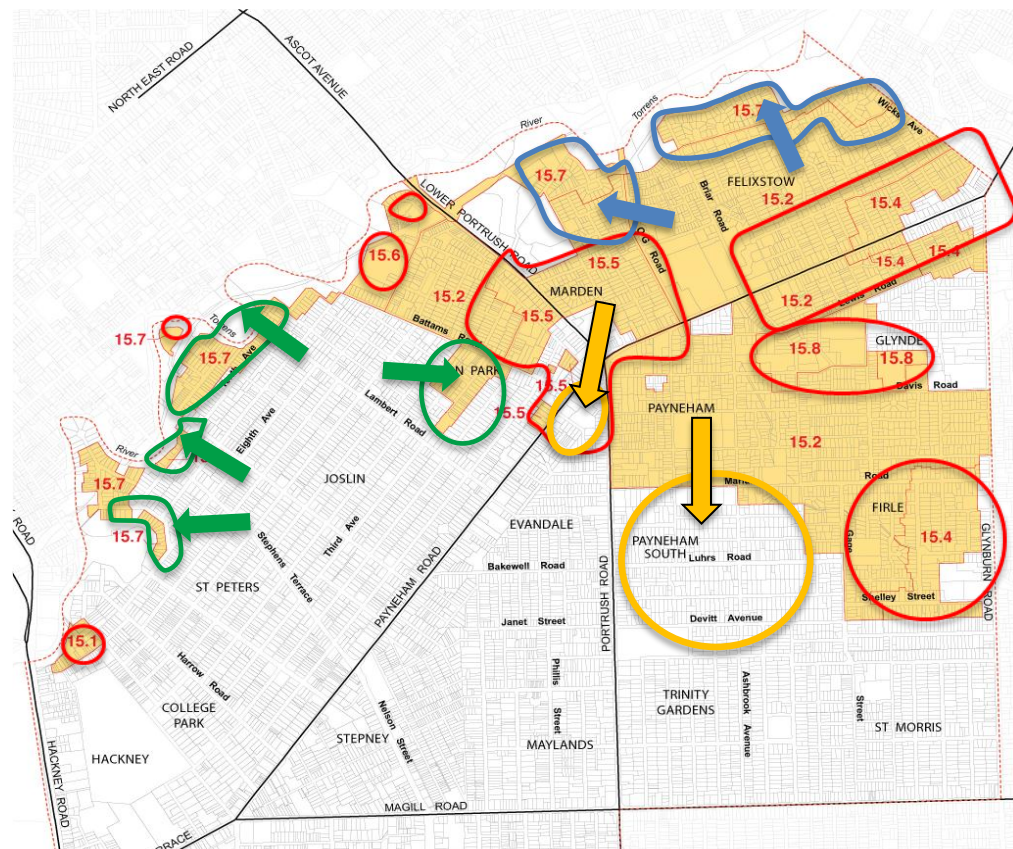 NORTH EAST ROAD
ASCOT AVENUE
River
Torrens
15.7
Wicks Ave
FELIXSTOW
15.7
LOWER PORTRUSH ROAD
Briar Road
15.2
15.4
OG Road
15.6
15.5
15.4
15.4
MARDEN
15.2
15.2
Lewis Road
15.5
Battams
15.7
Torrens
15.7
GLYNDE
15.8
15.8
Davis Road
N PARK
15.5
15.5
Lambert Road
PAYNEHAM
Eighth Ave
15.2
River
15.7
JOSLIN
Road
FIRLE
15.4
EVANDALE
PAYNEHAM SOUTH
Luhrs Road
15.7
Third Ave
Stephens Terrace
PAYNEHAM ROAD
Bakewell Road
PORTRUSH ROAD
GLYNBURN ROAD
ST PETERS
Shelley Street
Janet Street
Devitt Avenue
15.1
Harrow Road
Phillis Street
TRINITY GARDENS
Ashbrook Avenue
Street
COLLEGE PARK
Nelson Street
ST MORRIS
STEPNEY
MAYLANDS
HACKNEY
HACKNEY ROAD
MAGILL ROAD